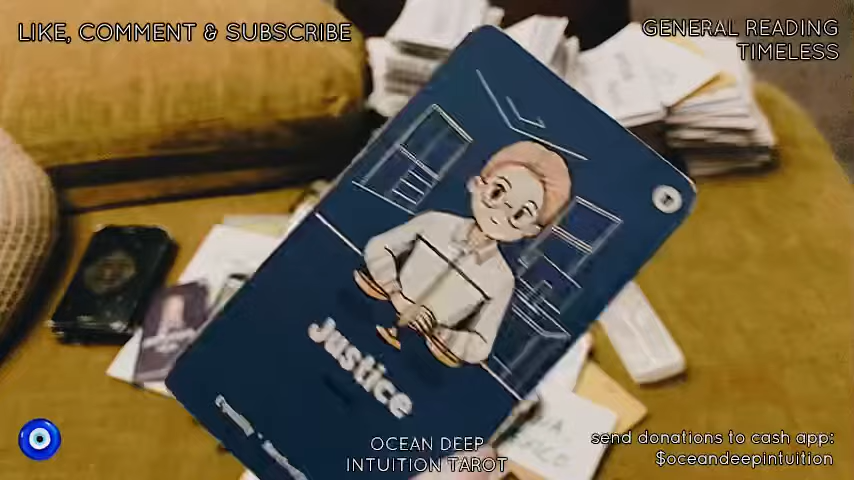 LIKE, COMMENT & SUBSCRIBE
GENERAL READING
TIMELESS
Justice
OCEAN DEEP
INTUITION TAROT
send donations to cash app:
$oceandeepintuition